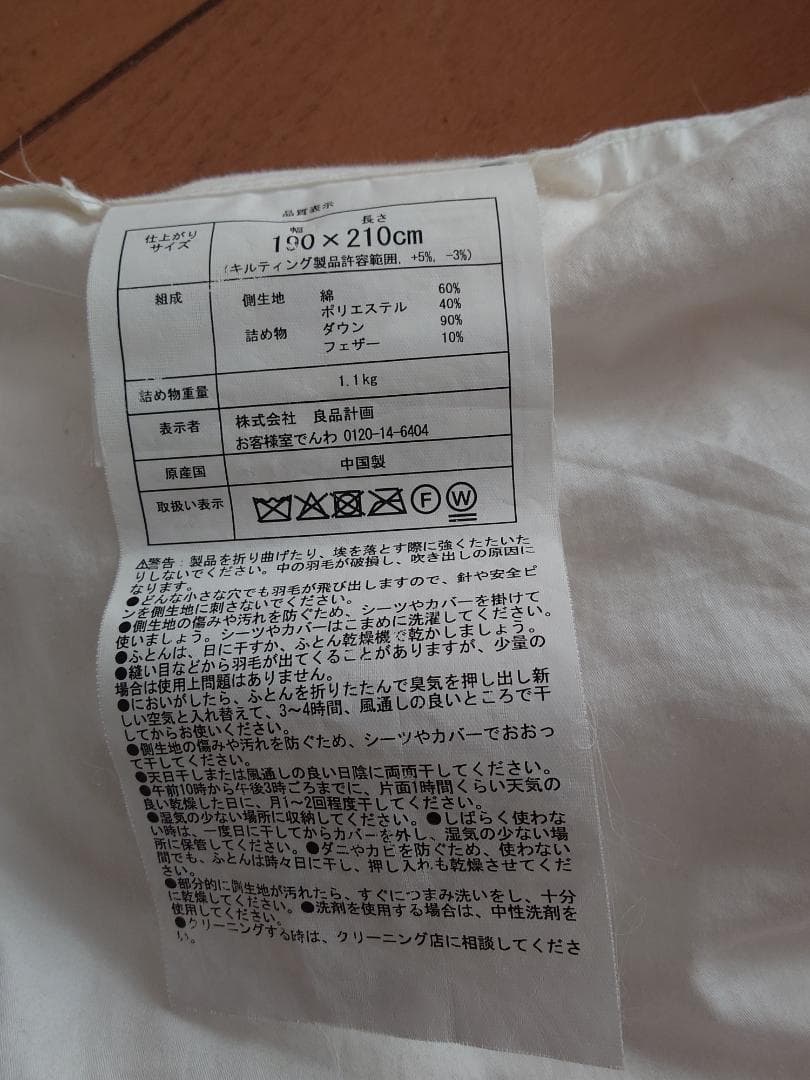 品質表示
仕上がりサイズ 幅 長さ
190×210cm
(キルティング製品許容範囲, +5%, -3%)
組成 側生地 綿 60%
ポリエステル 40%
詰め物 ダウン 90%
フェザー 10%
詰め物重量 1.1kg
表示者 株式会社 良品計画
お客様室でんわ 0120-14-6404
原産国 中国製
取扱い表示 F W
⚠警告：製品を折り曲げたり、埃を落とす際に強くたたいた
りしないでください。中の羽毛が破損し、吹き出しの原因に
なります。
●どんな小さな穴でも羽毛が飛び出しますので、針や安全ピ
ンを側生地に刺さないでください。
●側生地の傷みや汚れを防ぐため、シーツやカバーを掛けて
使いましょう。シーツやカバーはこまめに洗濯してください。
●ふとんは、日に干すか、ふとん乾燥機で乾かしましょう。
●縫い目などから羽毛が出てくることがありますが、少量の
場合は使用上問題はありません。
●においがしたら、ふとんを折りたたんで臭気を押し出し新
しい空気と入れ替えて、3～4時間、風通しの良いところで干
してからお使いください。
●側生地の傷みや汚れを防ぐため、シーツやカバーでおおっ
て干してください。
●天日干しまたは風通しの良い日陰に両面干してください。
●午前10時から午後3時ごろまでに、片面1時間くらい天気の
良い乾燥した日に、月1～2回程度干してください。
●湿気の少ない場所に収納してください。●しばらく使わな
い時は、一度日に干してからカバーを外し、湿気の少ない場
所に保管してください。●ダニやカビを防ぐため、使わない
間でも、ふとんは時々日に干し、押し入れも乾燥させてくだ
さい。
●部分的に側生地が汚れたら、すぐにつまみ洗いをし、十分
に乾燥してください。●洗剤を使用する場合は、中性洗剤を
使用してください。
●クリーニングする時は、クリーニング店に相談してくださ
い。